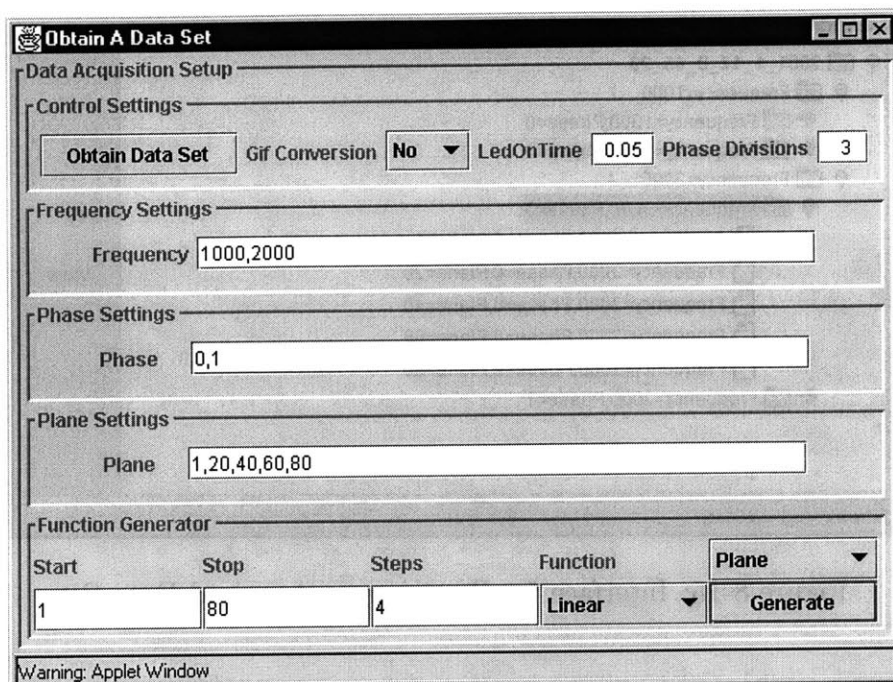 Obtain A Data Set
Data Acquisition Setup
Control Settings
Obtain Data Set Gif Conversion No LedOnTime 0.05 Phase Divisions 3
Frequency Settings
Frequency 1000,2000
Phase Settings
Phase 0,1
Plane Settings
Plane 1,20,40,60,80
Function Generator
Start Stop Steps Function Plane
1 80 4 Linear Generate
Warning: Applet Window